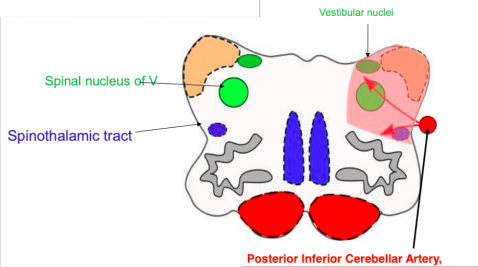 Vestibular nuclei
Spinal nucleus of V
Spinothalamic tract
Posterior Inferior Cerebellar Artery,